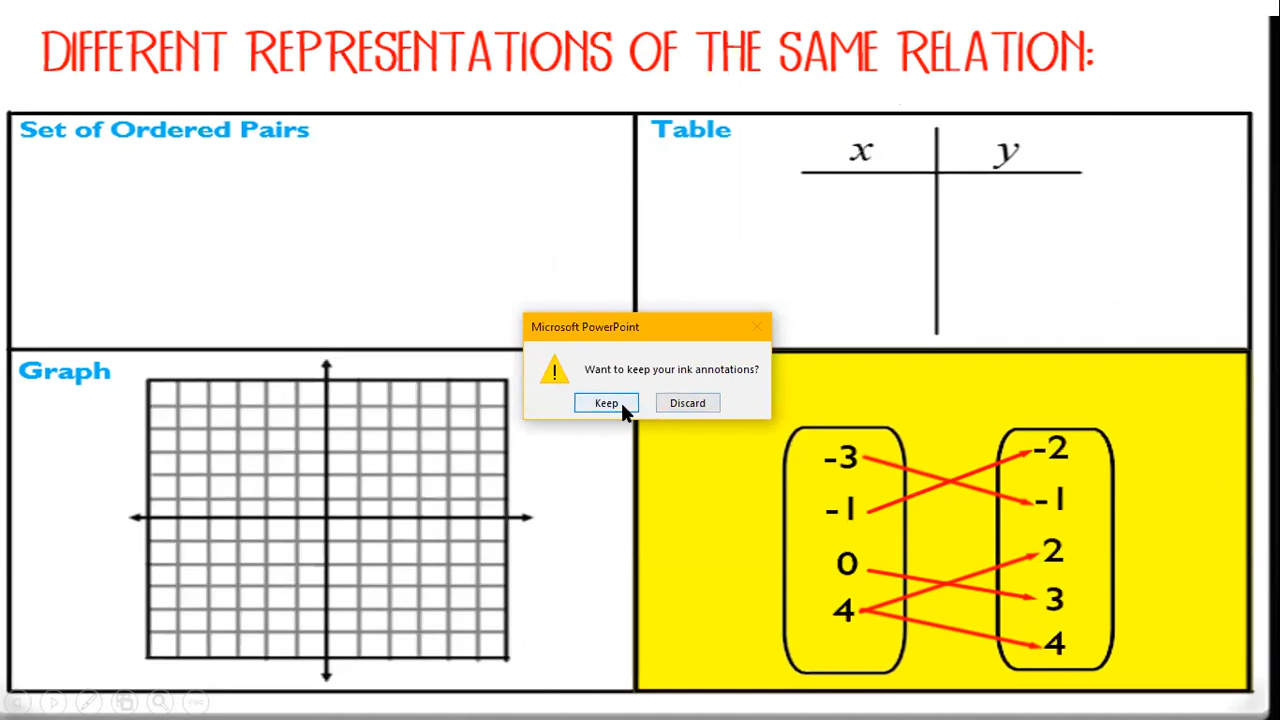 DIFFERENT REPRESENTATIONS OF THE SAME RELATION:
Set of Ordered Pairs
Table
x y
Microsoft PowerPoint
Want to keep your ink annotations?
Keep Discard
Graph
-3 -2
-1 -1
0 2
4 3
4